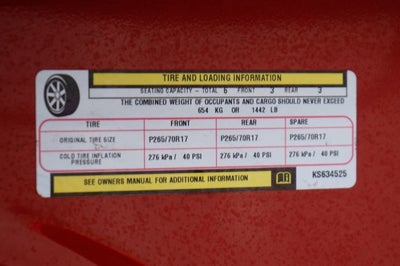 TIRE AND LOADING INFORMATION
SEATING CAPACITY - TOTAL 6 FRONT 3 REAR 3
THE COMBINED WEIGHT OF OCCUPANTS AND CARGO SHOULD NEVER EXCEED
654 KG OR 1442 LB
TIRE FRONT REAR SPARE
ORIGINAL TIRE SIZE P265/70R17 P265/70R17 P265/70R17
COLD TIRE INFLATION PRESSURE 276 kPa / 40 PSI 276 kPa / 40 PSI 276 kPa / 40 PSI
SEE OWNERS MANUAL FOR ADDITIONAL INFORMATION KS634525